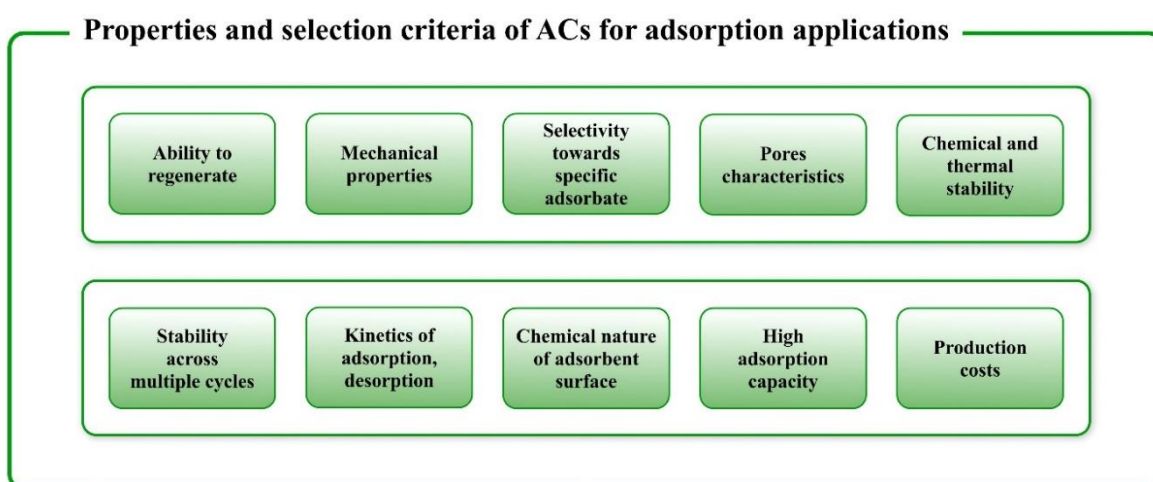 Properties and selection criteria of ACs for adsorption applications
Ability to
regenerate
Mechanical
properties
Selectivity
towards
specific
adsorbate
Pores
characteristics
Chemical and
thermal
stability
Stability
across
multiple cycles
Kinetics of
adsorption,
desorption
Chemical nature
of adsorbent
surface
High
adsorption
capacity
Production
costs